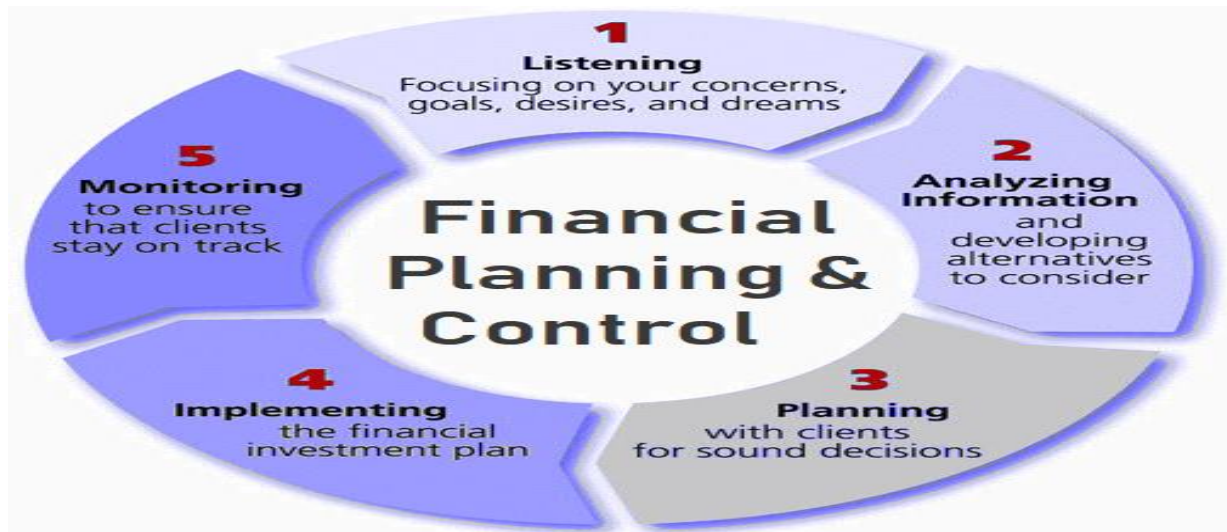 1
Listening
Focusing on your concerns,
goals, desires, and dreams
2
Analyzing
Information
and
developing
alternatives
to consider
3
Planning
with clients
for sound decisions
4
Implementing
the financial
investment plan
5
Monitoring
to ensure
that clients
stay on track
Financial
Planning &
Control